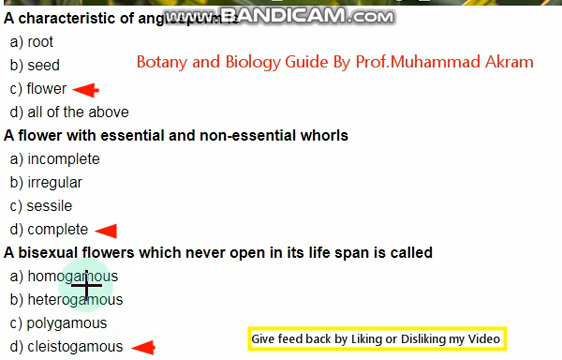 WWW.BANDICAM.COM
A characteristic of angiosperms is
a) root
b) seed
Botany and Biology Guide By Prof.Muhammad Akram
c) flower
d) all of the above
A flower with essential and non-essential whorls
a) incomplete
b) irregular
c) sessile
d) complete
A bisexual flowers which never open in its life span is called
a) homogamous
b) heterogamous
c) polygamous
Give feed back by Liking or Disliking my Video
d) cleistogamous